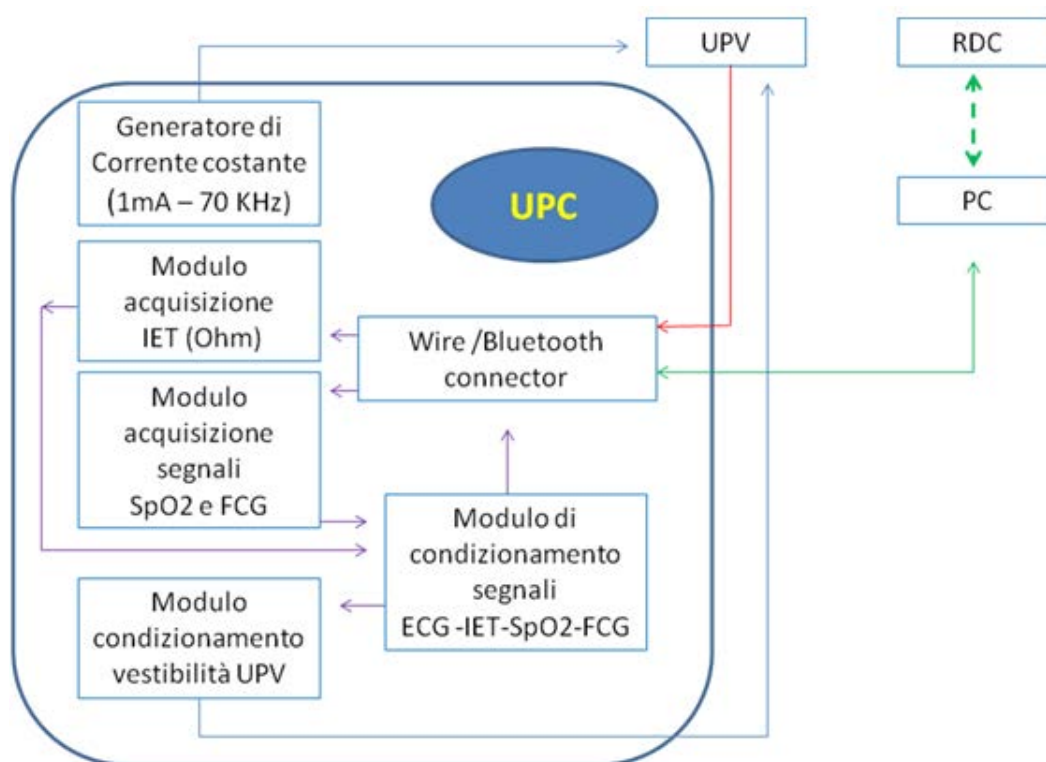 UPV
RDC
Generatore di
Corrente costante
(1mA – 70 KHz)
UPC
PC
Modulo
acquisizione
IET (Ohm)
Wire /Bluetooth
connector
Modulo
acquisizione
segnali
SpO2 e FCG
Modulo di
condizionamento
segnali
ECG -IET-SpO2-FCG
Modulo
condizionamento
vestibilità UPV